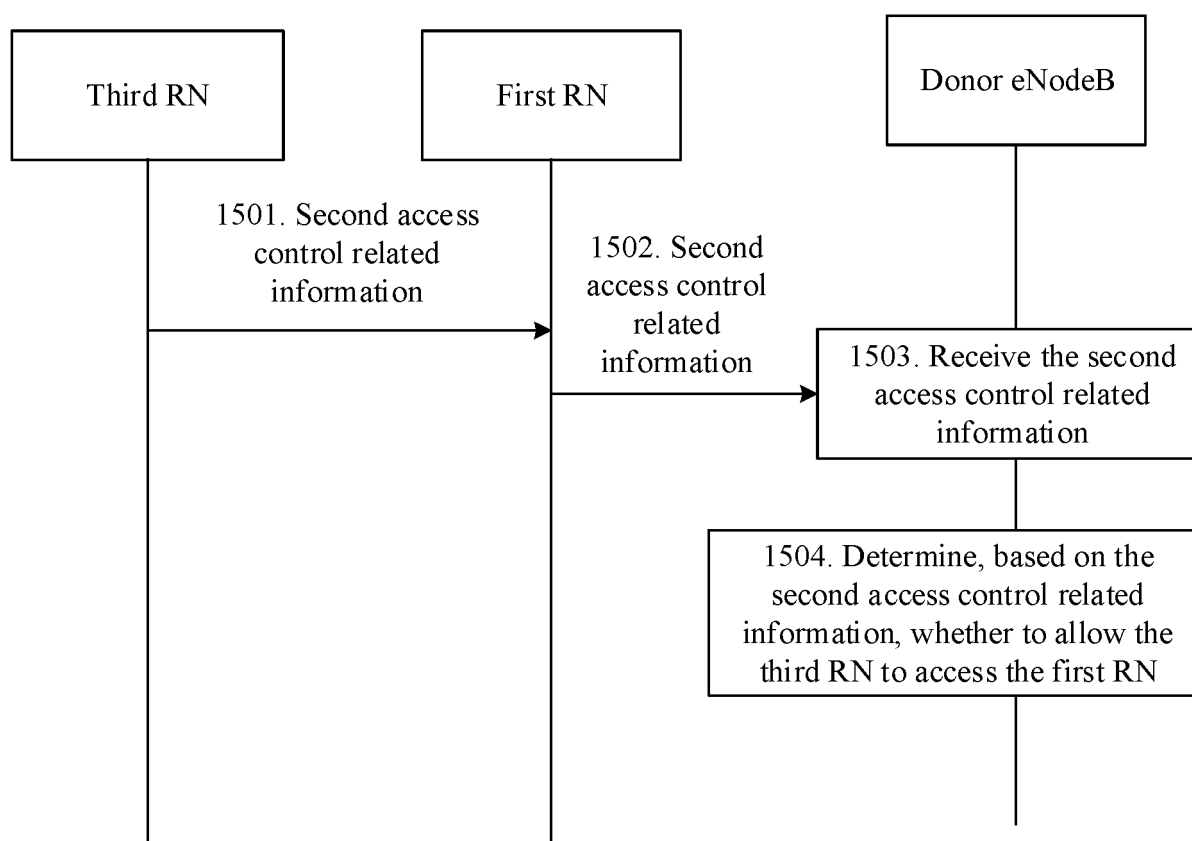 Third RN
First RN
Donor eNodeB
1501. Second access
control related
information
1502. Second
access control
related
information
1503. Receive the second
access control related
information
1504. Determine, based on the
second access control related
information, whether to allow the
third RN to access the first RN